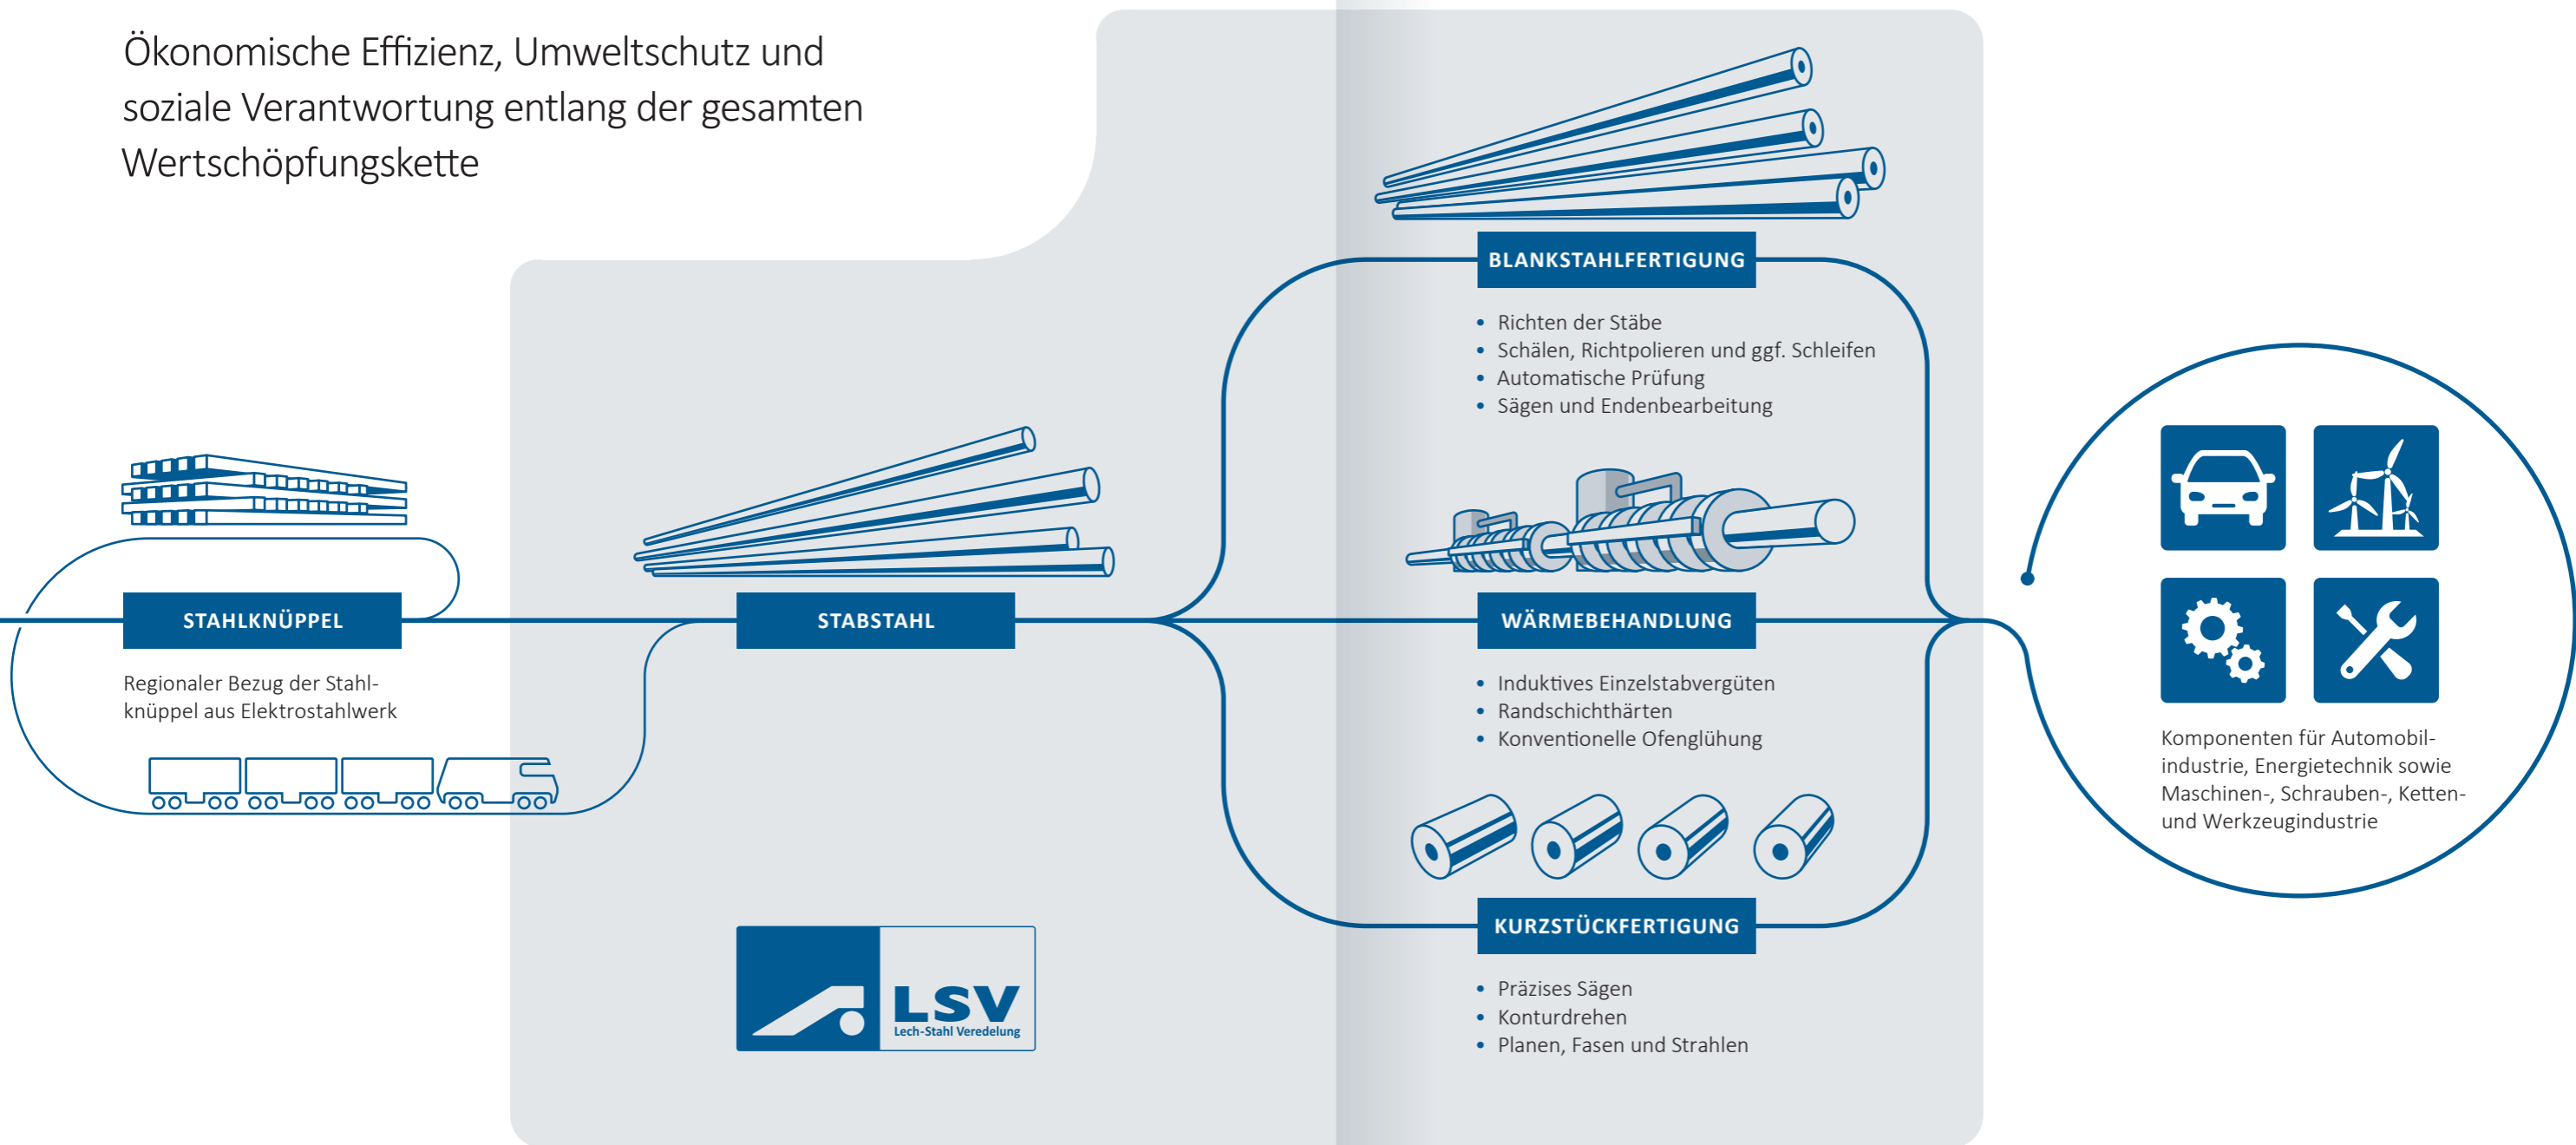 Ökonomische Effizienz, Umweltschutz und
soziale Verantwortung entlang der gesamten
Wertschöpfungskette
STAHLKNÜPPEL
Regionaler Bezug der Stahl-
knüppel aus Elektrostahlwerk
STABSTAHL
LSV
Lech-Stahl Veredelung
BLANKSTAHLFERTIGUNG
• Richten der Stäbe
• Schälen, Richtpolieren und ggf. Schleifen
• Automatische Prüfung
• Sägen und Endenbearbeitung
WÄRMEBEHANDLUNG
• Induktives Einzelstabvergüten
• Randschichthärten
• Konventionelle Ofenglühung
KURZSTÜCKFERTIGUNG
• Präzises Sägen
• Konturdrehen
• Planen, Fasen und Strahlen
Komponenten für Automobil-
industrie, Energietechnik sowie
Maschinen-, Schrauben-, Ketten-
und Werkzeugindustrie